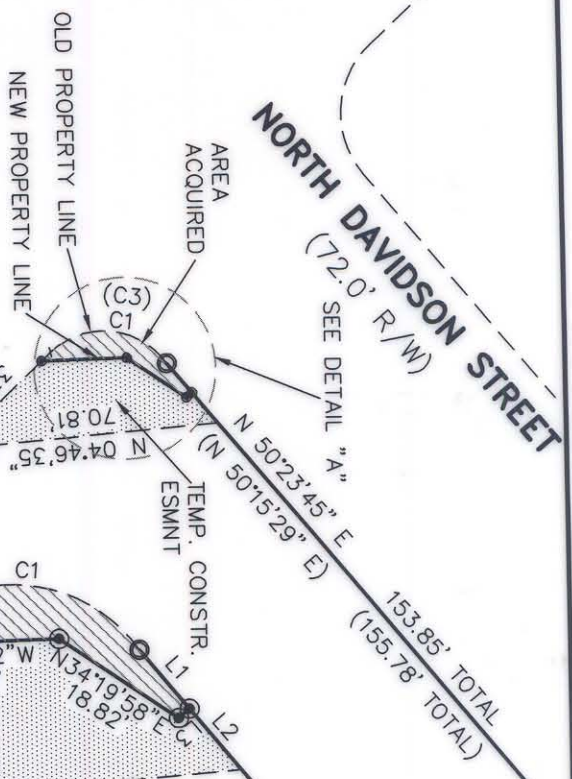 NORTH DAVIDSON STREET
(72.0' R/W)
SEE DETAIL "A"
AREA
ACQUIRED
OLD PROPERTY LINE
NEW PROPERTY LINE
(C3)
C1
N 50°23'45" E
(N 50°15'29" E)
153.85' TOTAL
(155.78' TOTAL)
N 04°46'35"
70.81'
TEMP. CONSTR.
ESMNT
C1
L1
L2
N34°19'58"E
18.82'
2"W